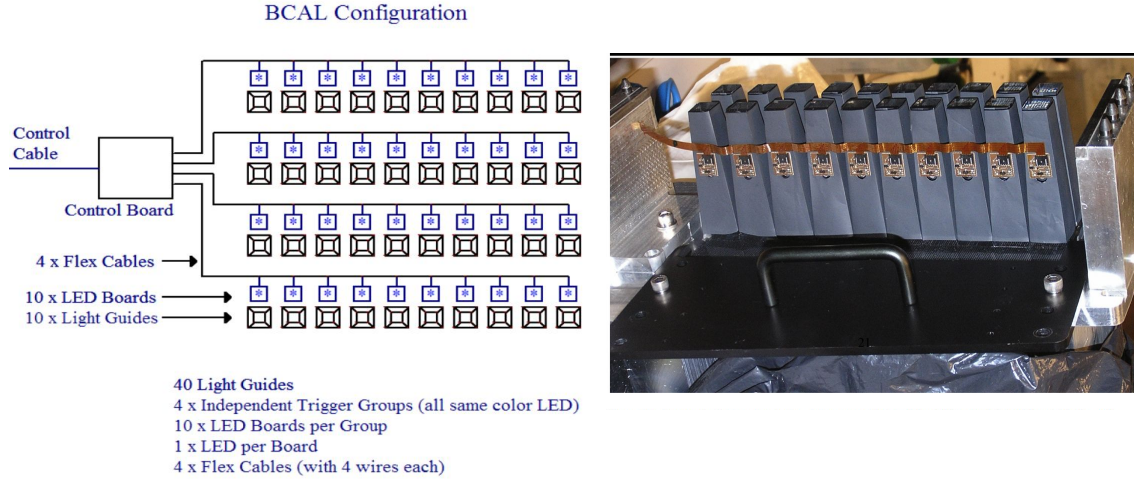 BCAL Configuration
Control
Cable
Control Board
4 x Flex Cables
10 x LED Boards
10 x Light Guides
40 Light Guides
4 x Independent Trigger Groups (all same color LED)
10 x LED Boards per Group
1 x LED per Board
4 x Flex Cables (with 4 wires each)
21